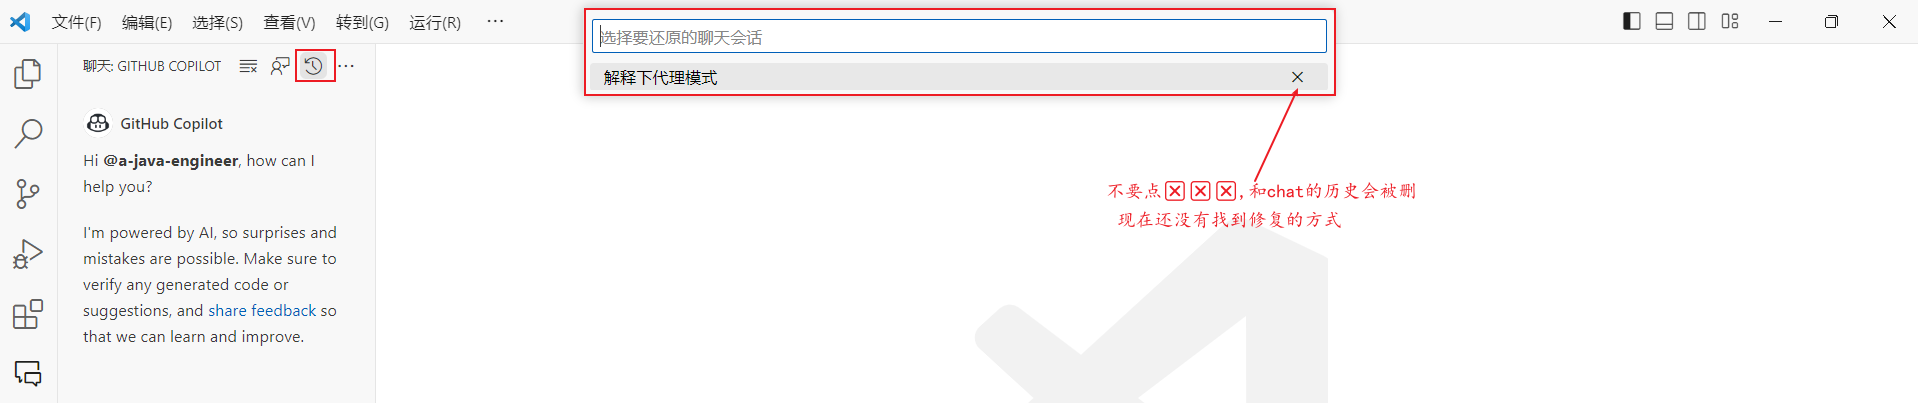 文件(F) 编辑(E) 选择(S) 查看(V) 转到(G) 运行(R) ···
选择要还原的聊天会话
解释下代理模式
聊天: GITHUB COPILOT
GitHub Copilot
Hi @a-java-engineer, how can I
help you?
I'm powered by AI, so surprises and
mistakes are possible. Make sure to
verify any generated code or
suggestions, and share feedback so
that we can learn and improve.
不要点❎❎❎,和chat的历史会被删
现在还没有找到修复的方式